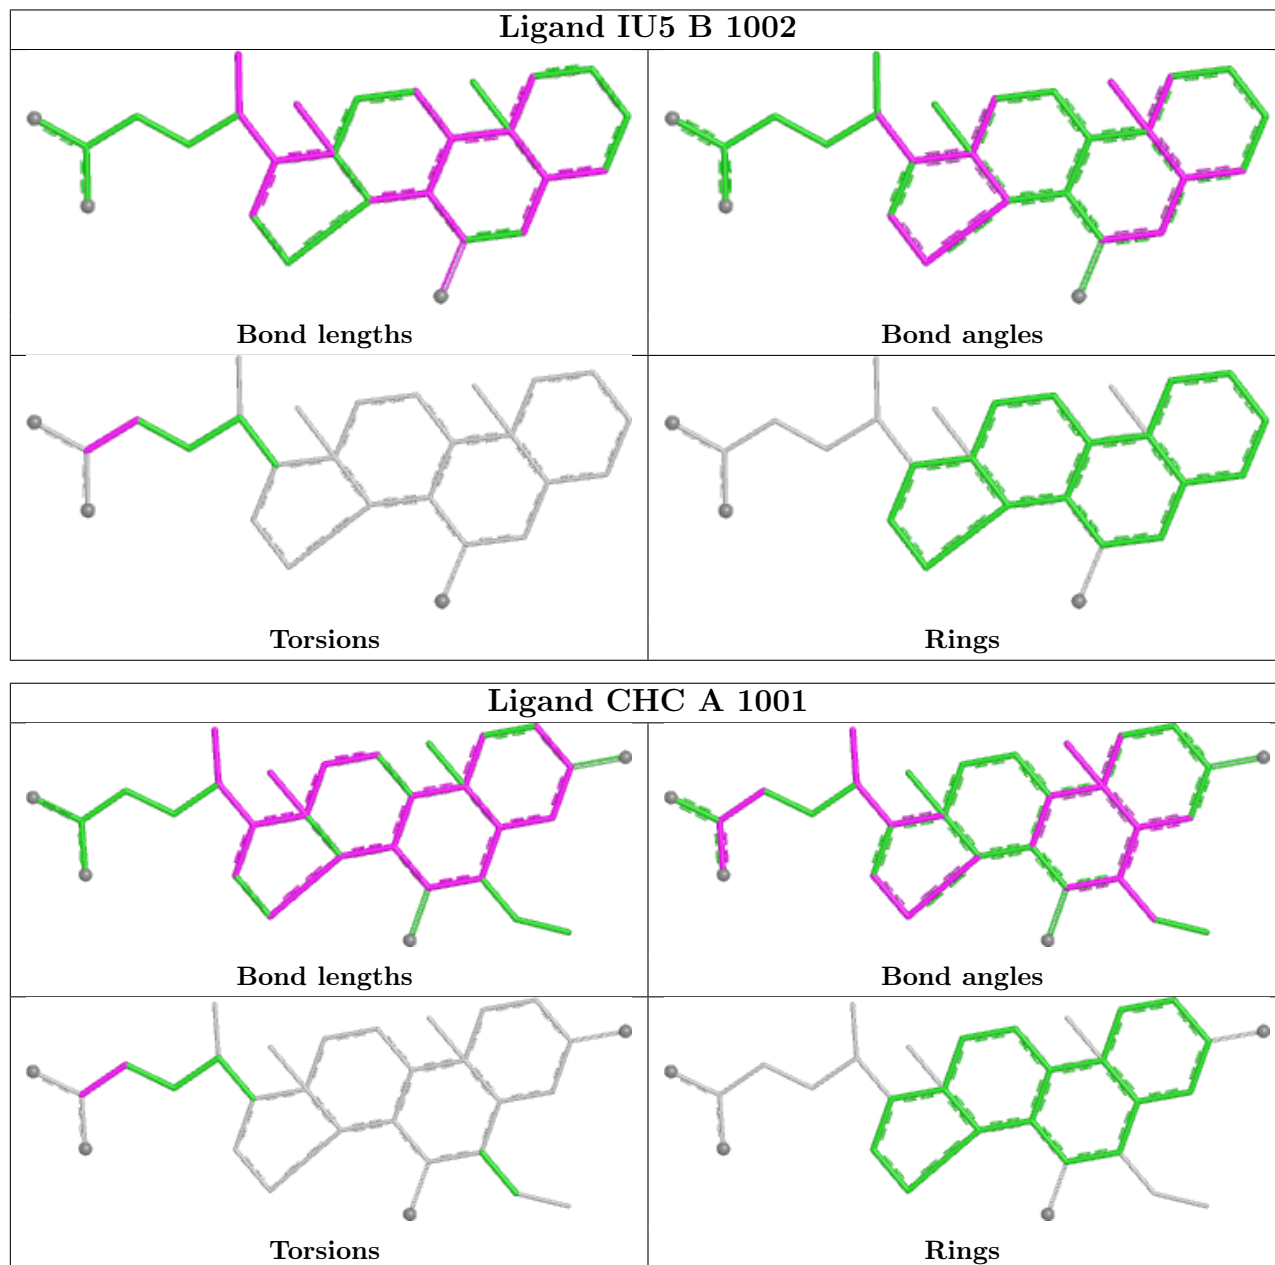 Ligand IU5 B 1002
Bond lengths
Bond angles
Torsions
Rings
Ligand CHC A 1001
Bond lengths
Bond angles
Torsions
Rings